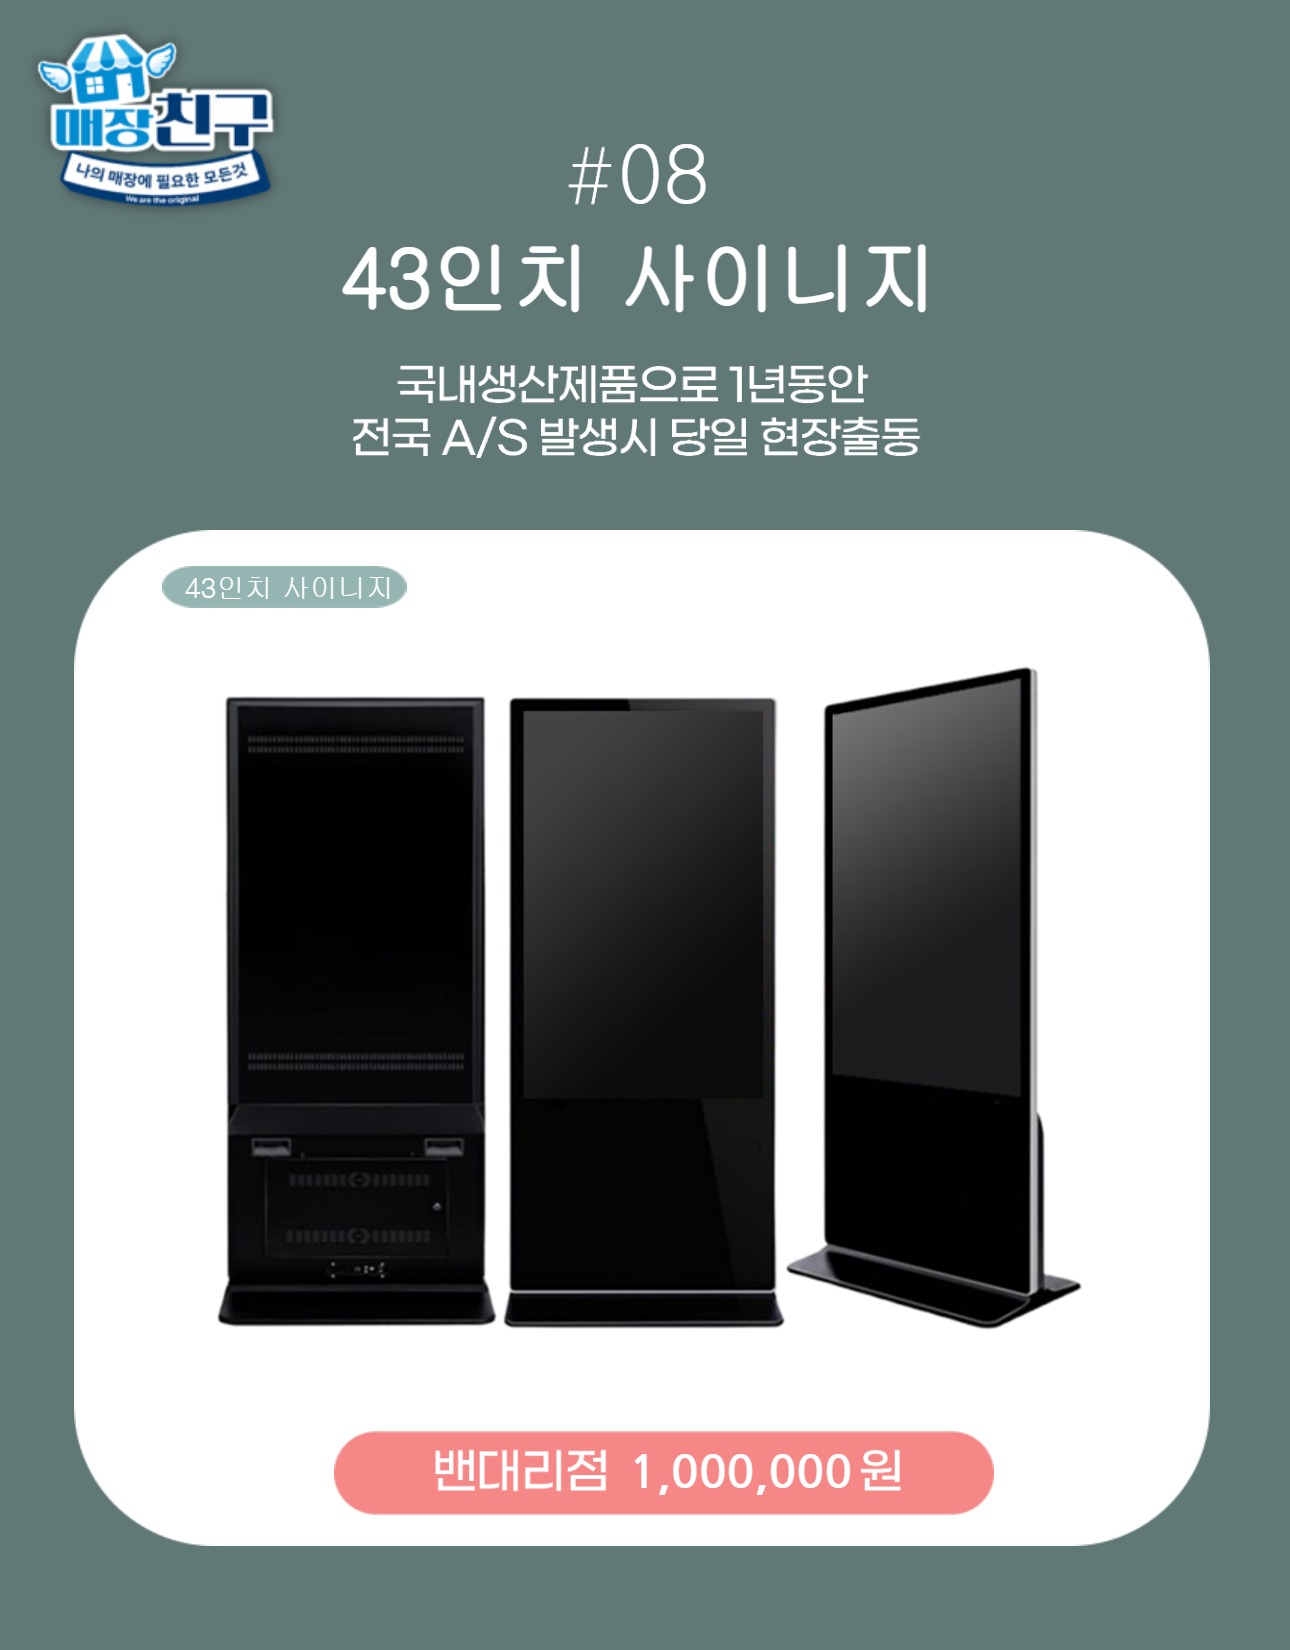 매장친구
나의 매장에 필요한 모든것
We are the original
#08
43인치 사이니지
국내생산제품으로 1년동안
전국 A/S 발생시 당일 현장출동
43인치 사이니지
밴대리점 1,000,000원